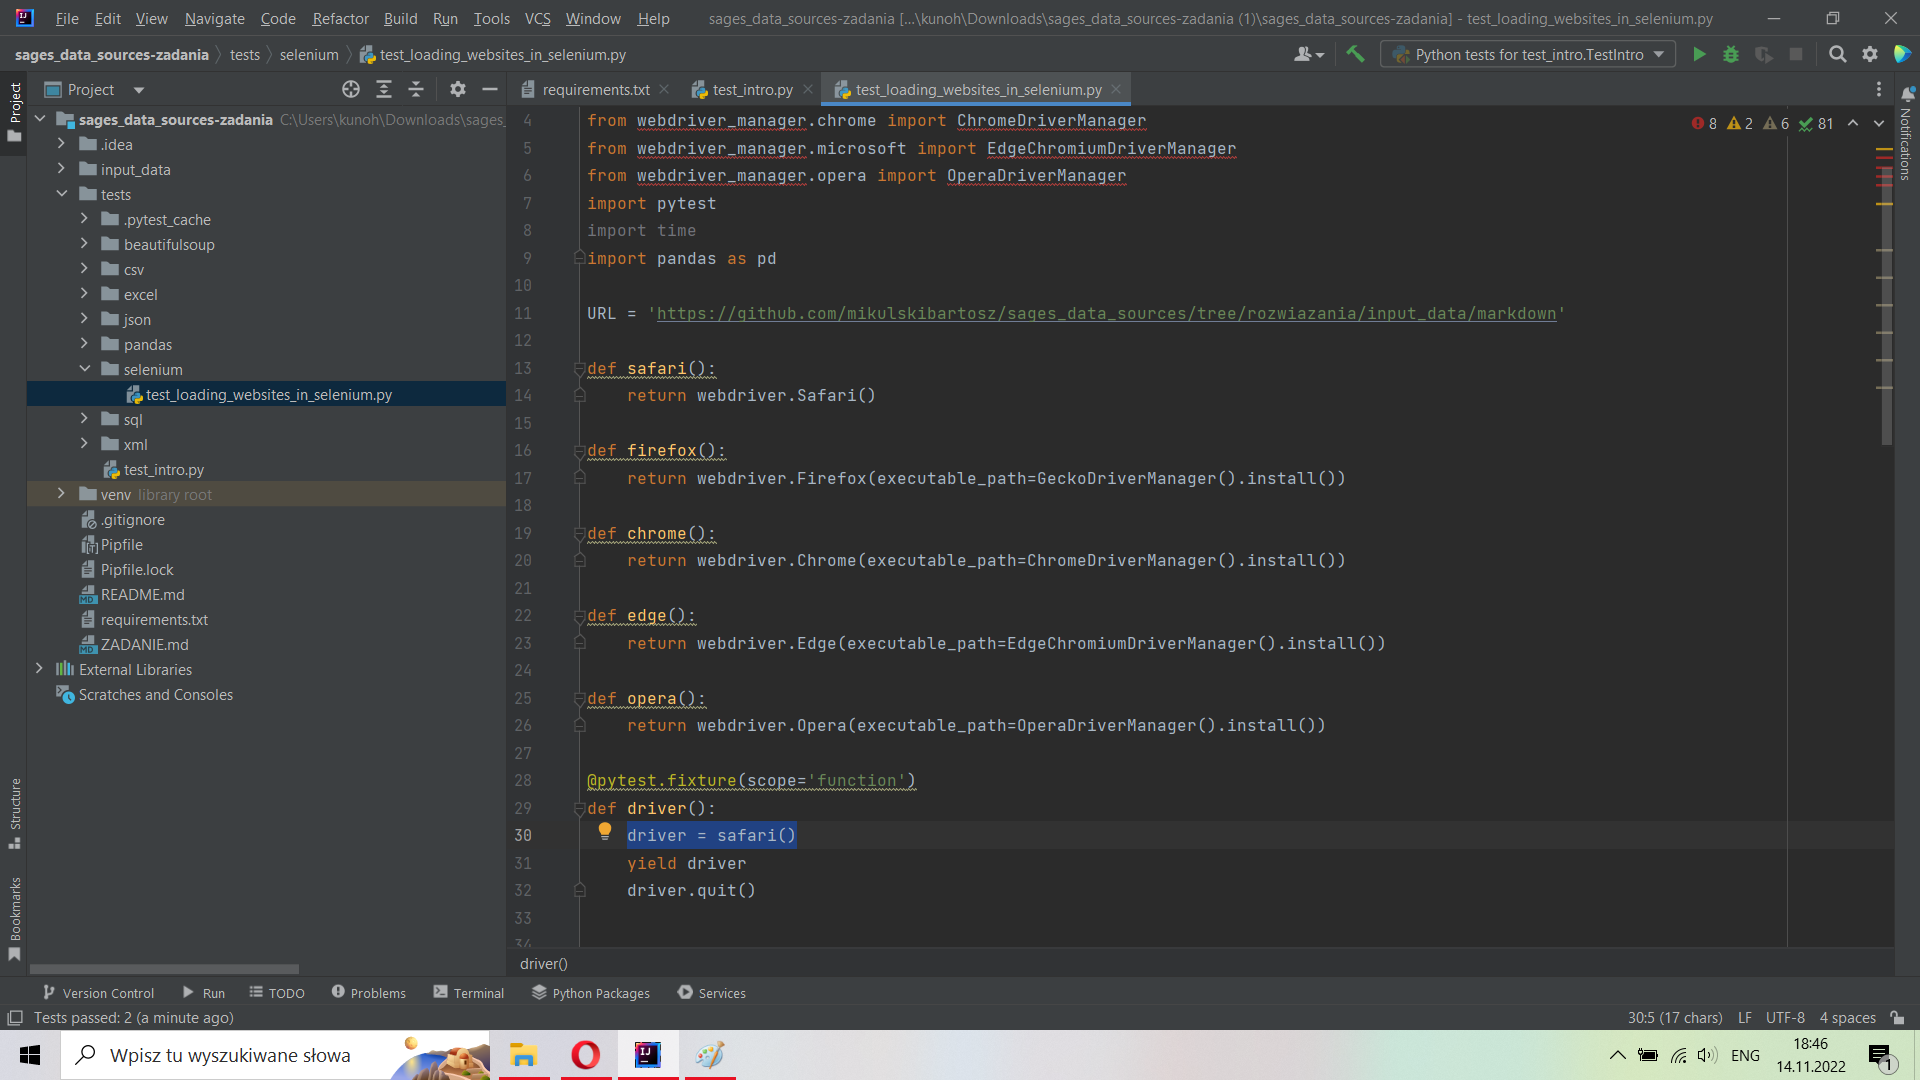 File Edit View Navigate Code Refactor Build Run Tools VCS Window Help sages_data_sources-zadania [...\kunoh\Downloads\sages_data_sources-zadania (1)\sages_data_sources-zadania] - test_loading_websites_in_selenium.py
sages_data_sources-zadania tests selenium test_loading_websites_in_selenium.py Python tests for test_intro.TestIntro
Project
Project
requirements.txt test_intro.py test_loading_websites_in_selenium.py
Notifications
sages_data_sources-zadania C:\Users\kunoh\Downloads\sages_
.idea
input_data
tests
.pytest_cache
beautifulsoup
csv
excel
json
pandas
selenium
test_loading_websites_in_selenium.py
sql
xml
test_intro.py
venv library root
.gitignore
Pipfile
Pipfile.lock
README.md
requirements.txt
ZADANIE.md
External Libraries
Scratches and Consoles
8 2 6 81
4 from webdriver_manager.chrome import ChromeDriverManager
5 from webdriver_manager.microsoft import EdgeChromiumDriverManager
6 from webdriver_manager.opera import OperaDriverManager
7 import pytest
8 import time
9 import pandas as pd
10
11 URL = 'https://github.com/mikulskibartosz/sages_data_sources/tree/rozwiazania/input_data/markdown'
12
13 def safari():
14 return webdriver.Safari()
15
16 def firefox():
17 return webdriver.Firefox(executable_path=GeckoDriverManager().install())
18
19 def chrome():
20 return webdriver.Chrome(executable_path=ChromeDriverManager().install())
21
22 def edge():
23 return webdriver.Edge(executable_path=EdgeChromiumDriverManager().install())
24
25 def opera():
26 return webdriver.Opera(executable_path=OperaDriverManager().install())
27
28 @pytest.fixture(scope='function')
29 def driver():
30 driver = safari()
31 yield driver
32 driver.quit()
33
34
driver()
Structure
Bookmarks
Version Control Run TODO Problems Terminal Python Packages Services
Tests passed: 2 (a minute ago) 30:5 (17 chars) LF UTF-8 4 spaces
Wpisz tu wyszukiwane słowa ENG 18:46
14.11.2022 1